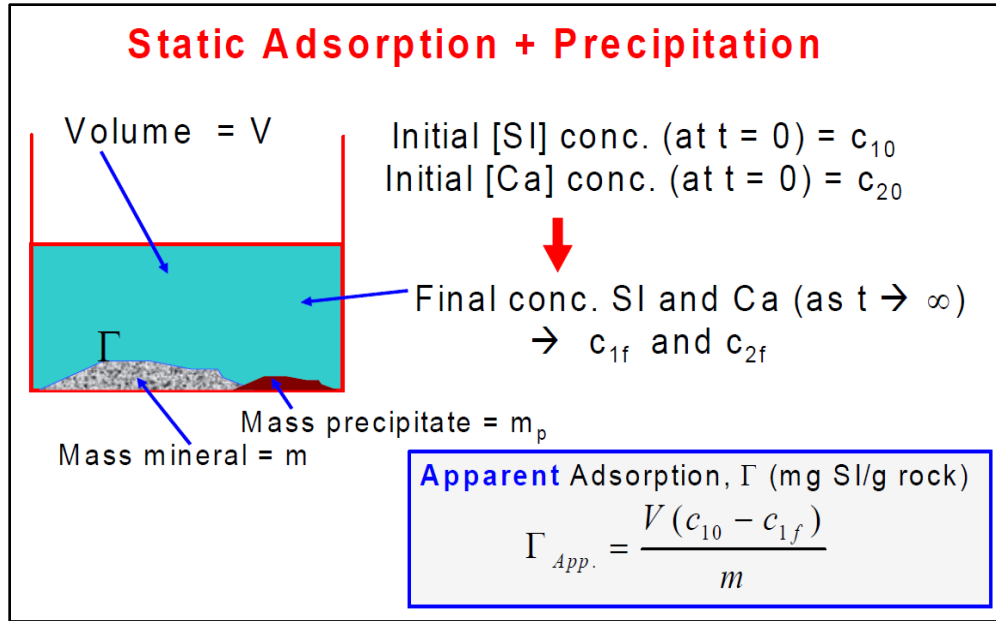 Static Adsorption + Precipitation
Volume = V
Initial [SI] conc. (at t = 0) = c₁₀
Initial [Ca] conc. (at t = 0) = c₂₀
Final conc. SI and Ca (as t → ∞)
→ c₁f and c₂f
Γ
Mass precipitate = mₚ
Mass mineral = m
Apparent Adsorption, Γ (mg SI/g rock)
Γ_App. = V (c₁₀ − c₁f) / m